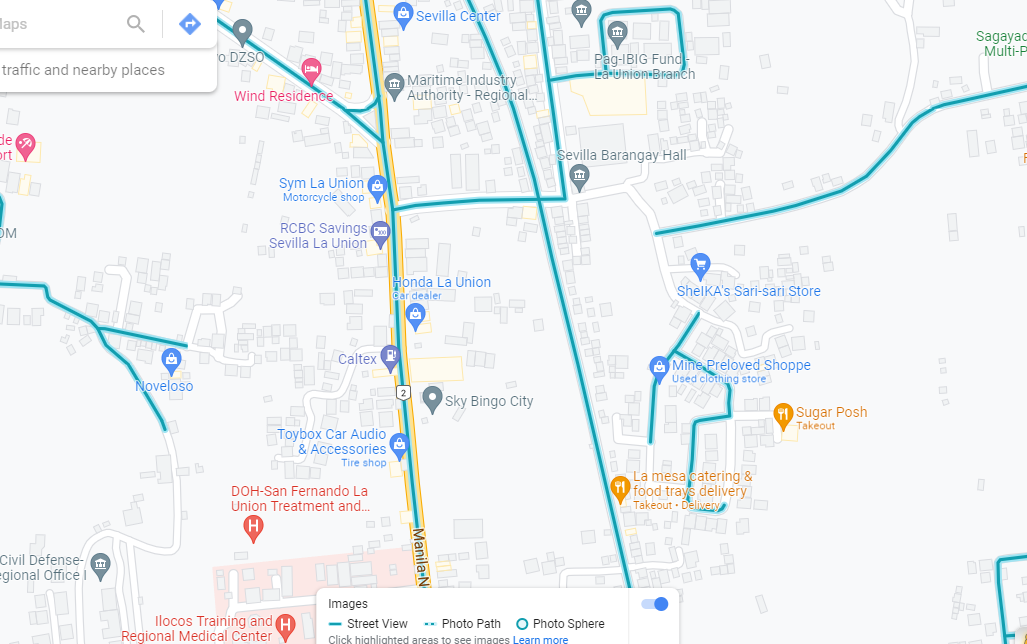 Maps
traffic and nearby places
Sevilla Center
o DZSO
Pag-IBIG Fund -
La Union Branch
Sagayad
Multi-P
Wind Residence
Maritime Industry
Authority - Regional...
de
ort
Sevilla Barangay Hall
Sym La Union
Motorcycle shop
RCBC Savings
Sevilla La Union
OM
Honda La Union
Car dealer
SheIKA's Sari-sari Store
Caltex
Noveloso
Mine Preloved Shoppe
Used clothing store
2
Sky Bingo City
Sugar Posh
Takeout
Toybox Car Audio
& Accessories
Tire shop
La mesa catering &
food trays delivery
Takeout • Delivery
DOH-San Fernando La
Union Treatment and...
Manila N
Civil Defense-
egional Office I
Ilocos Training and
Regional Medical Center
Images
Street View
Photo Path
Photo Sphere
Click highlighted areas to see images Learn more